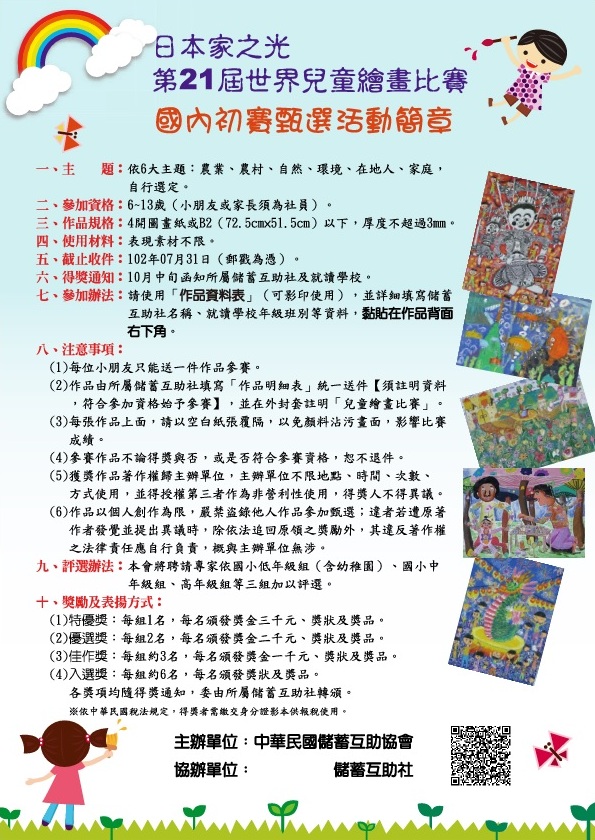 日本家之光
第21屆世界兒童繪畫比賽
國內初賽甄選活動簡章
一、主　　題：依6大主題：農業、農村、自然、環境、在地人、家庭，
自行選定。
二、參加資格：6~13歲（小朋友或家長須為社員）。
三、作品規格：4開圖畫紙或B2（72.5cmx51.5cm）以下，厚度不超過3mm。
四、使用材料：表現素材不限。
五、截止收件：102年07月31日（郵戳為憑）。
六、得獎通知：10月中旬函知所屬儲蓄互助社及就讀學校。
七、參加辦法：請使用「作品資料表」（可影印使用），並詳細填寫儲蓄
互助社名稱、就讀學校年級班別等資料，黏貼在作品背面
右下角。
八、注意事項：
(1)每位小朋友只能送一件作品參賽。
(2)作品由所屬儲蓄互助社填寫「作品明細表」統一送件【須註明資料
，符合參加資格始予參賽】，並在外封套註明「兒童繪畫比賽」。
(3)每張作品上面，請以空白紙張覆隔，以免顏料沾污畫面，影響比賽
成績。
(4)參賽作品不論得獎與否，或是否符合參賽資格，恕不退件。
(5)獲獎作品著作權歸主辦單位，主辦單位不限地點、時間、次數、
方式使用，並得授權第三者作為非營利性使用，得獎人不得異議。
(6)作品以個人創作為限，嚴禁盜錄他人作品參加甄選；違者若遭原著
作者發覺並提出異議時，除依法追回原領之獎勵外，其違反著作權
之法律責任應自行負責，概與主辦單位無涉。
九、評選辦法：本會將聘請專家依國小低年級組（含幼稚園）、國小中
年級組、高年級組等三組加以評選。
十、獎勵及表揚方式：
(1)特優獎：每組1名，每名頒發獎金三千元、獎狀及獎品。
(2)優選獎：每組2名，每名頒發獎金二千元、獎狀及獎品。
(3)佳作獎：每組約3名，每名頒發獎金一千元、獎狀及獎品。
(4)入選獎：每組約6名，每名頒發獎狀及獎品。
各獎項均隨得獎通知，委由所屬儲蓄互助社轉頒。
※依中華民國稅法規定，得獎者需繳交身分證影本供報稅使用。
主辦單位：中華民國儲蓄互助協會
協辦單位：　　　　　儲蓄互助社